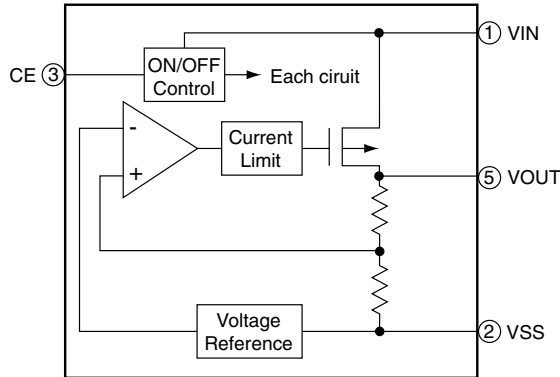 ① VIN
CE ③
ON/OFF
Control
Each ciruit
-
+
Current
Limit
⑤ VOUT
Voltage
Reference
② VSS